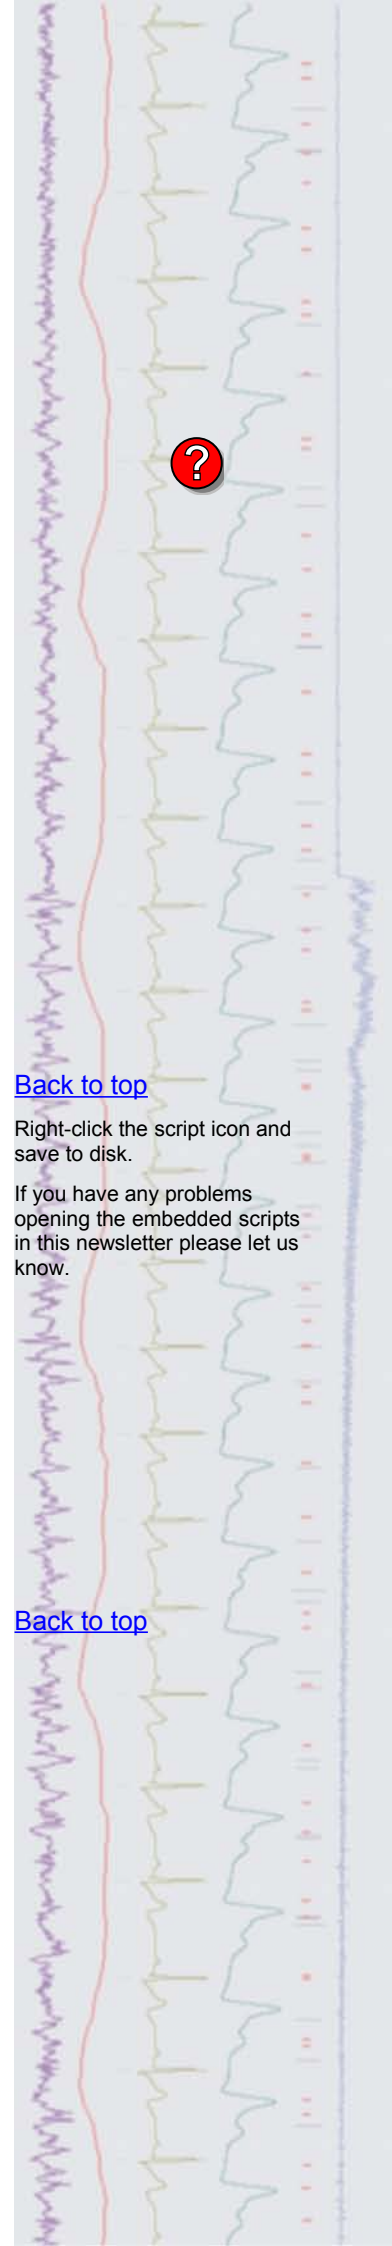 ?
Back to top
Right-click the script icon and
save to disk.
If you have any problems
opening the embedded scripts
in this newsletter please let us
know.
Back to top